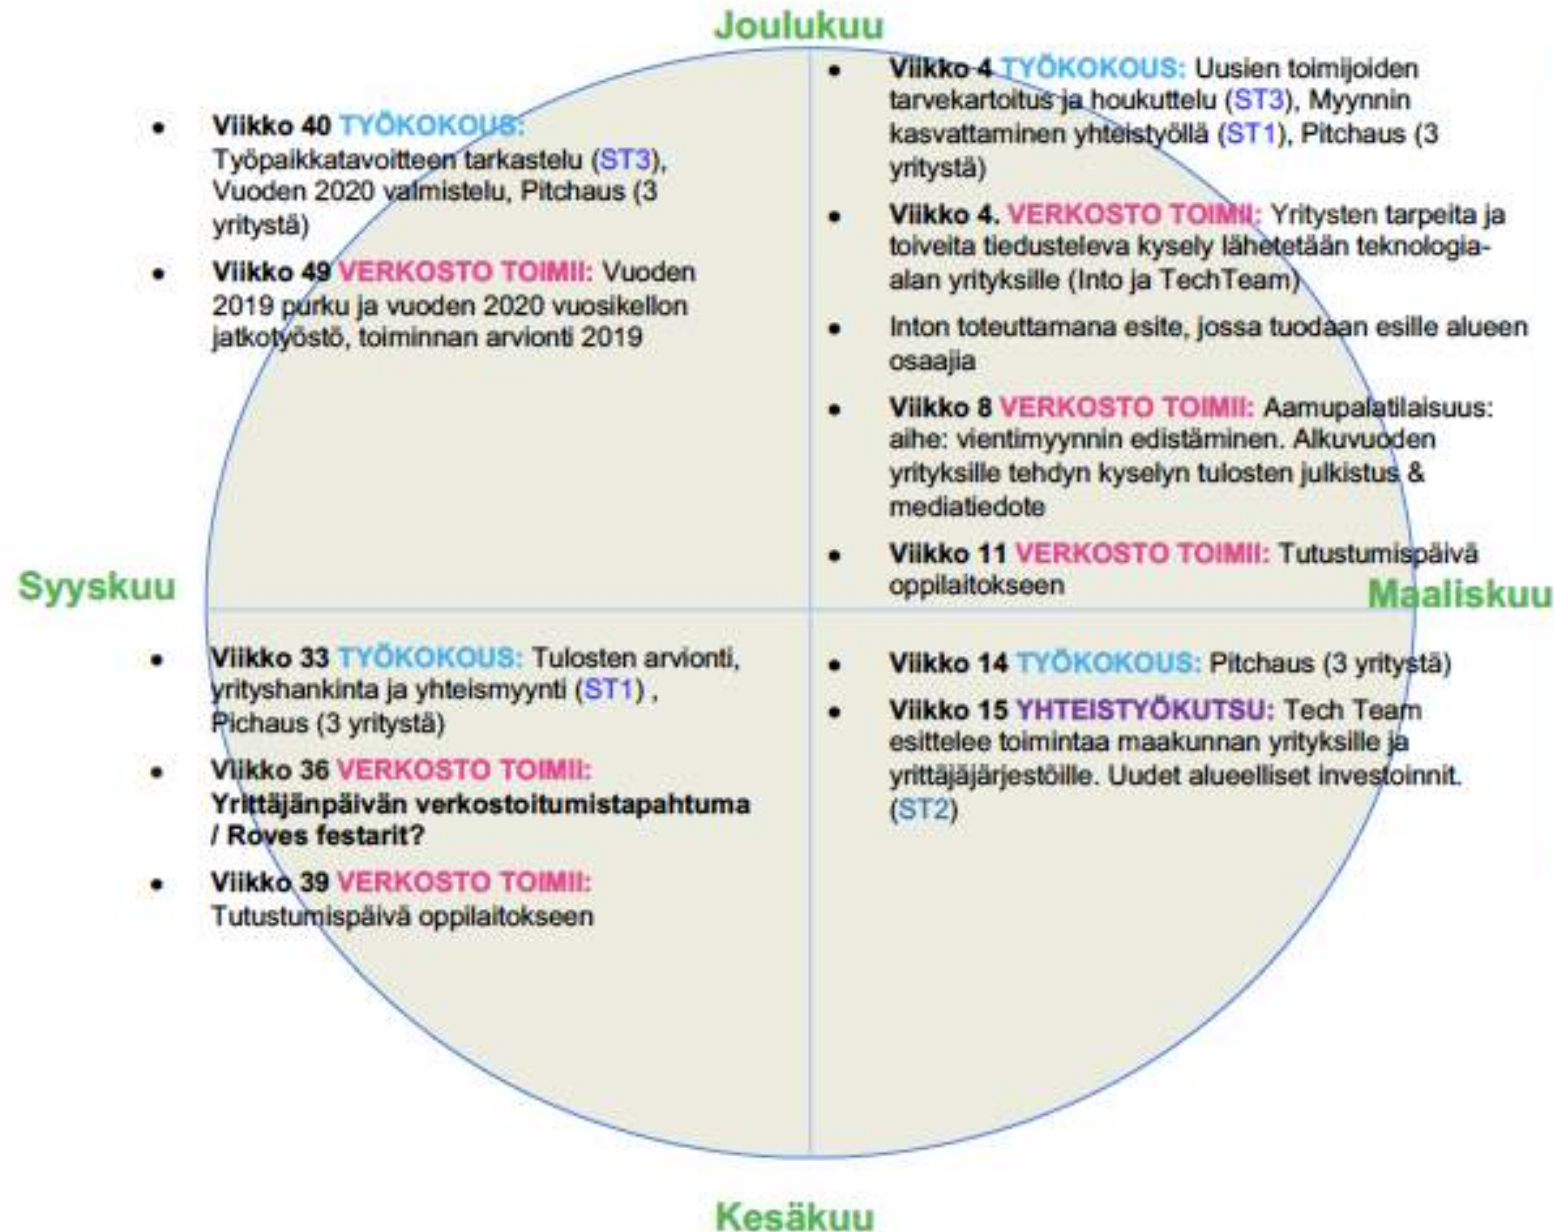 Joulukuu
• Viikko 40 TYÖKOKOUS:
Työpaikkatavoitteen tarkastelu (ST3),
Vuoden 2020 valmistelu, Pitchaus (3
yritystä)
• Viikko 49 VERKOSTO TOIMII: Vuoden
2019 purku ja vuoden 2020 vuosikellon
jatkotyöstö, toiminnan arvionti 2019
• Viikko 4 TYÖKOKOUS: Uusien toimijoiden
tarvekartoitus ja houkuttelu (ST3), Myynnin
kasvattaminen yhteistyöllä (ST1), Pitchaus (3
yritystä)
• Viikko 4. VERKOSTO TOIMII: Yritysten tarpeita ja
toiveita tiedusteleva kysely lähetetään teknologia-
alan yrityksille (Into ja TechTeam)
• Inton toteuttamana esite, jossa tuodaan esille alueen
osaajia
• Viikko 8 VERKOSTO TOIMII: Aamupalatilaisuus:
aihe: vientimyynnin edistäminen. Alkuvuoden
yrityksille tehdyn kyselyn tulosten julkistus &
mediatiedote
• Viikko 11 VERKOSTO TOIMII: Tutustumispäivä
oppilaitokseen
Syyskuu
Maaliskuu
• Viikko 33 TYÖKOKOUS: Tulosten arvionti,
yrityshankinta ja yhteismyynti (ST1) ,
Pichaus (3 yritystä)
• Viikko 36 VERKOSTO TOIMII:
Yrittäjänpäivän verkostoitumistapahtuma
/ Roves festarit?
• Viikko 39 VERKOSTO TOIMII:
Tutustumispäivä oppilaitokseen
• Viikko 14 TYÖKOKOUS: Pitchaus (3 yritystä)
• Viikko 15 YHTEISTYÖKUTSU: Tech Team
esittelee toimintaa maakunnan yrityksille ja
yrittäjäjärjestöille. Uudet alueelliset investoinnit.
(ST2)
Kesäkuu